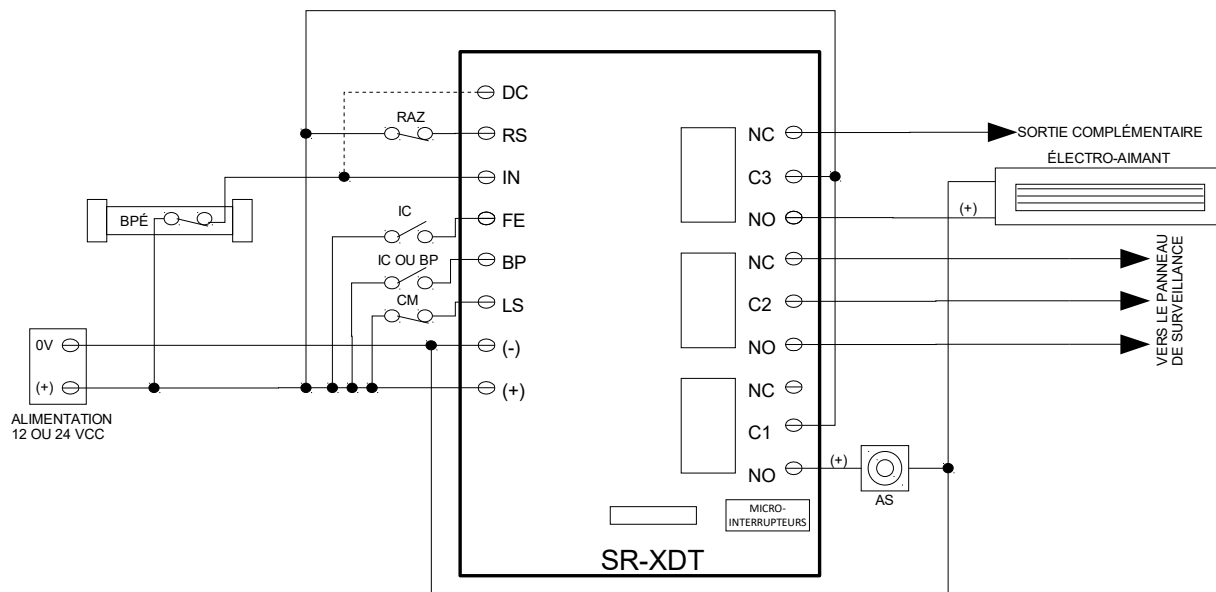 DC
RAZ
RS
IN
BPÉ
IC
FE
IC OU BP
BP
CM
LS
0V
(-)
(+)
(+)
ALIMENTATION
12 OU 24 VCC
NC
C3
NO
NC
C2
NO
NC
C1
NO
SORTIE COMPLÉMENTAIRE
ÉLECTRO-AIMANT
(+)
VERS LE PANNEAU
DE SURVEILLANCE
(+)
AS
MICRO-
INTERRUPTEURS
SR-XDT